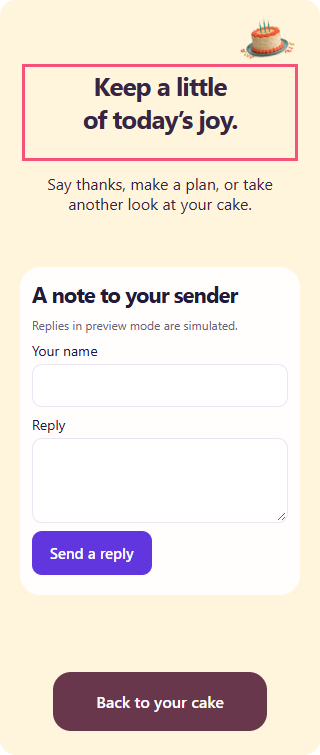 Keep a little
of today’s joy.
Say thanks, make a plan, or take
another look at your cake.
A note to your sender
Replies in preview mode are simulated.
Your name
Reply
Send a reply
Back to your cake